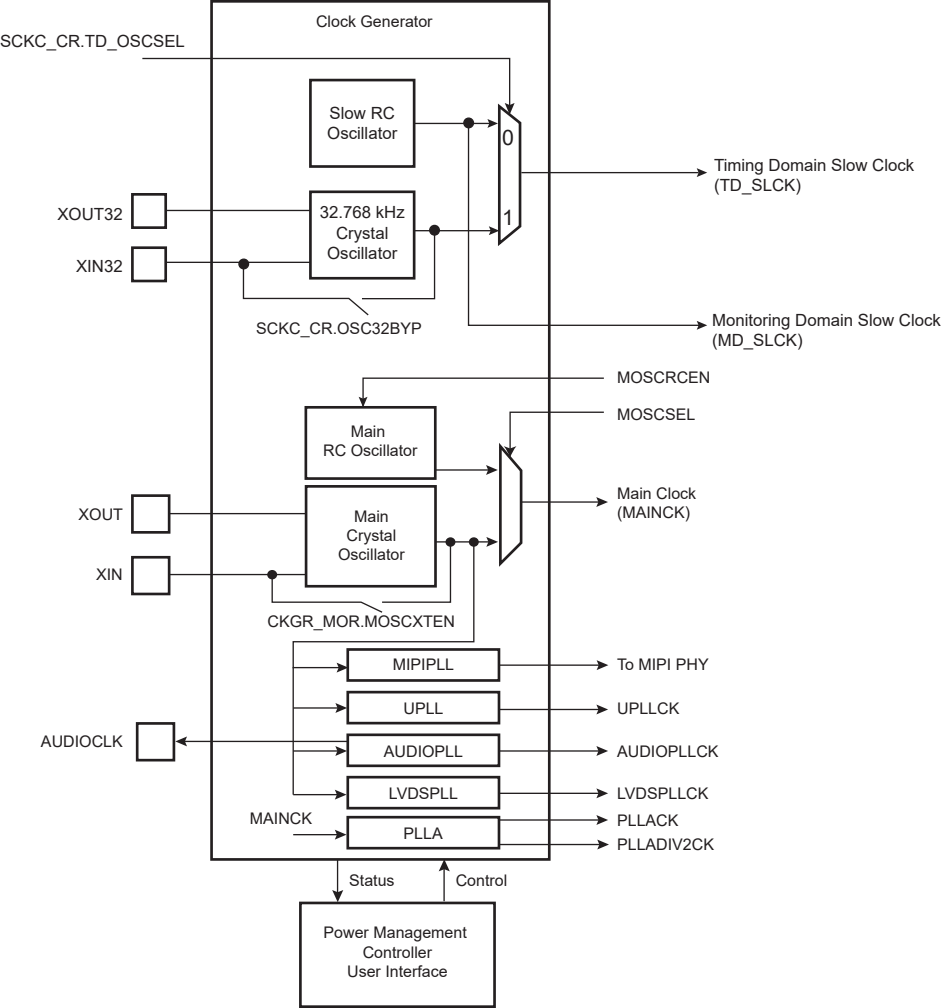 Clock Generator
SCKC_CR.TD_OSCSEL
Slow RC
Oscillator
0
Timing Domain Slow Clock
(TD_SLCK)
XOUT32
32.768 kHz
Crystal
Oscillator
1
XIN32
SCKC_CR.OSC32BYP
Monitoring Domain Slow Clock
(MD_SLCK)
MOSCRCEN
MOSCSEL
Main
RC Oscillator
Main Clock
(MAINCK)
XOUT
Main
Crystal
Oscillator
XIN
CKGR_MOR.MOSCXTEN
MIPIPLL
To MIPI PHY
UPLL
UPLLCK
AUDIOCLK
AUDIOPLL
AUDIOPLLCK
LVDSPLL
LVDSPLLCK
MAINCK
PLLA
PLLACK
PLLADIV2CK
Status
Control
Power Management
Controller
User Interface